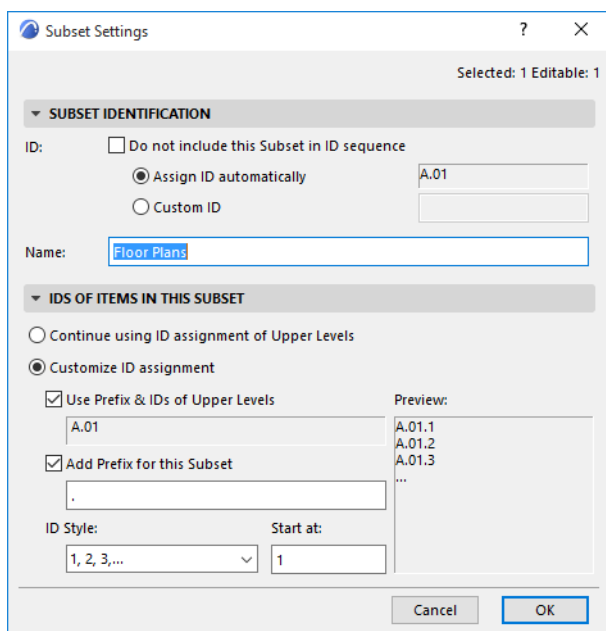 Subset Settings ? ×
Selected: 1 Editable: 1
SUBSET IDENTIFICATION
ID: Do not include this Subset in ID sequence
Assign ID automatically A.01
Custom ID
Name: Floor Plans
IDS OF ITEMS IN THIS SUBSET
Continue using ID assignment of Upper Levels
Customize ID assignment
Use Prefix & IDs of Upper Levels Preview:
A.01 A.01.1
A.01.2
Add Prefix for this Subset A.01.3
...
.
ID Style: Start at:
1, 2, 3,... 1
Cancel OK